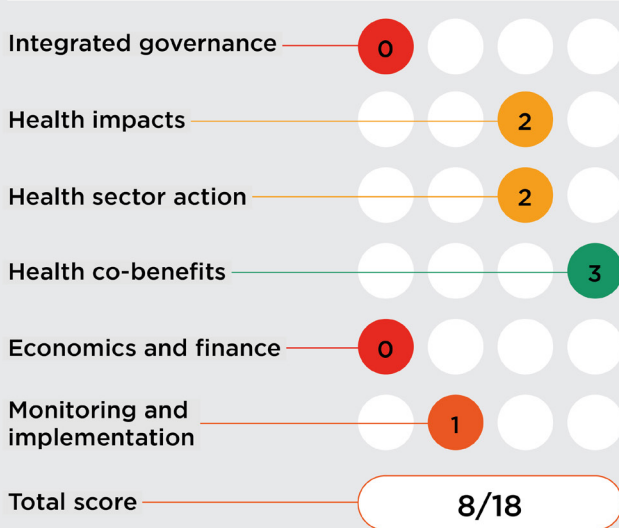 Integrated governance 0
Health impacts 2
Health sector action 2
Health co-benefits 3
Economics and finance 0
Monitoring and
implementation 1
Total score 8/18